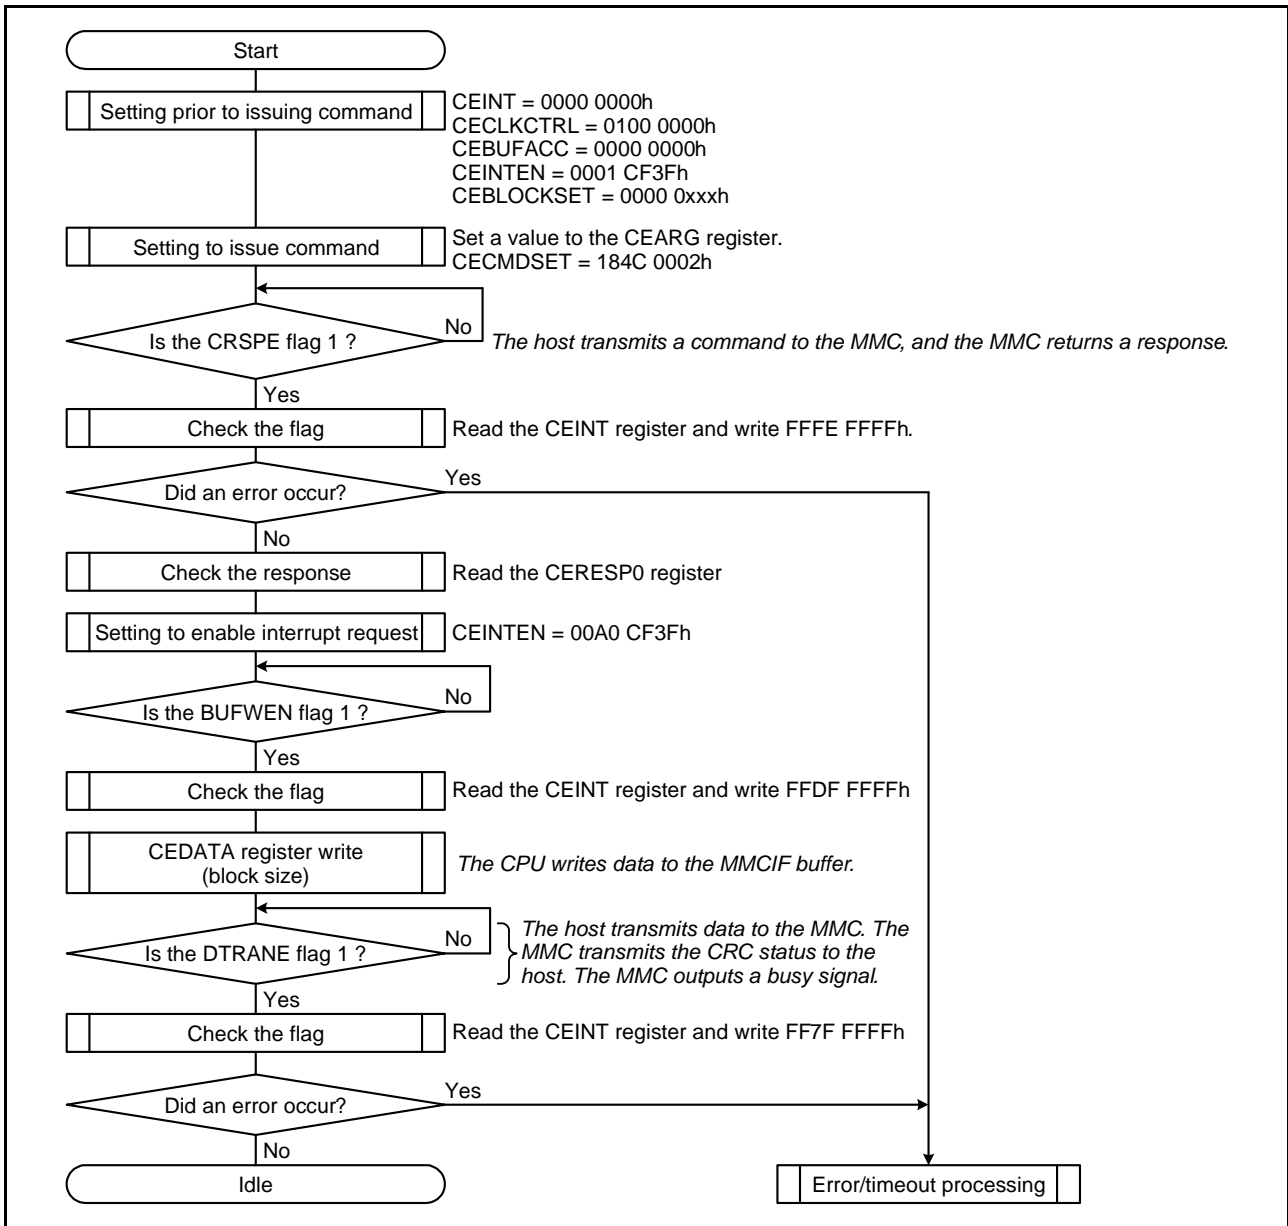 Start
Setting prior to issuing command
CEINT = 0000 0000h
CECLKCTRL = 0100 0000h
CEBUFACC = 0000 0000h
CEINTEN = 0001 CF3Fh
CEBLOCKSET = 0000 0xxxh
Setting to issue command
Set a value to the CEARG register.
CECMDSET = 184C 0002h
Is the CRSPE flag 1 ?
No
The host transmits a command to the MMC, and the MMC returns a response.
Yes
Check the flag
Read the CEINT register and write FFFE FFFFh.
Did an error occur?
Yes
No
Check the response
Read the CERESP0 register
Setting to enable interrupt request
CEINTEN = 00A0 CF3Fh
Is the BUFWEN flag 1 ?
No
Yes
Check the flag
Read the CEINT register and write FFDF FFFFh
CEDATA register write
(block size)
The CPU writes data to the MMCIF buffer.
Is the DTRANE flag 1 ?
No
The host transmits data to the MMC. The
MMC transmits the CRC status to the
host. The MMC outputs a busy signal.
Yes
Check the flag
Read the CEINT register and write FF7F FFFFh
Did an error occur?
Yes
No
Idle
Error/timeout processing